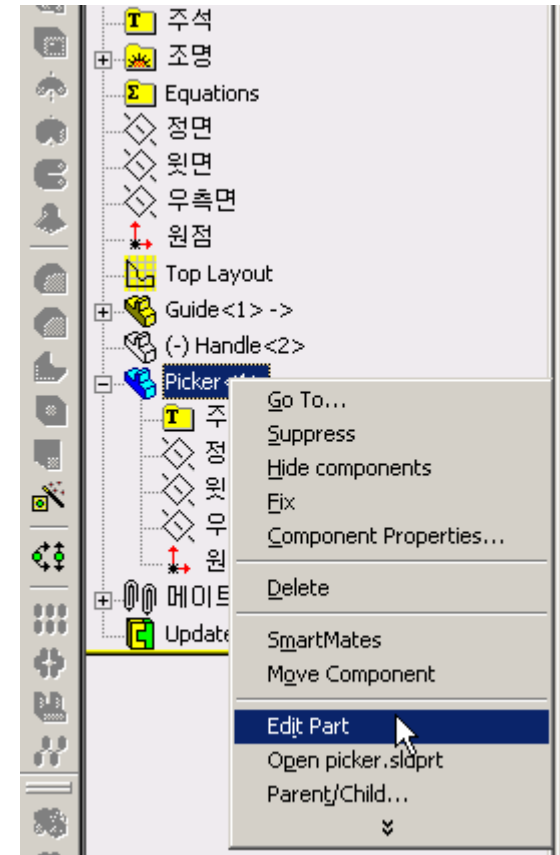 T 주석
조명
Σ Equations
정면
윗면
우측면
원점
Top Layout
Guide<1> ->
(-) Handle<2>
Picker
T 주
정
윗
우
원
메이트
Update
Go To...
Suppress
Hide components
Fix
Component Properties...
Delete
SmartMates
Move Component
Edit Part
Open picker.sldprt
Parent/Child...